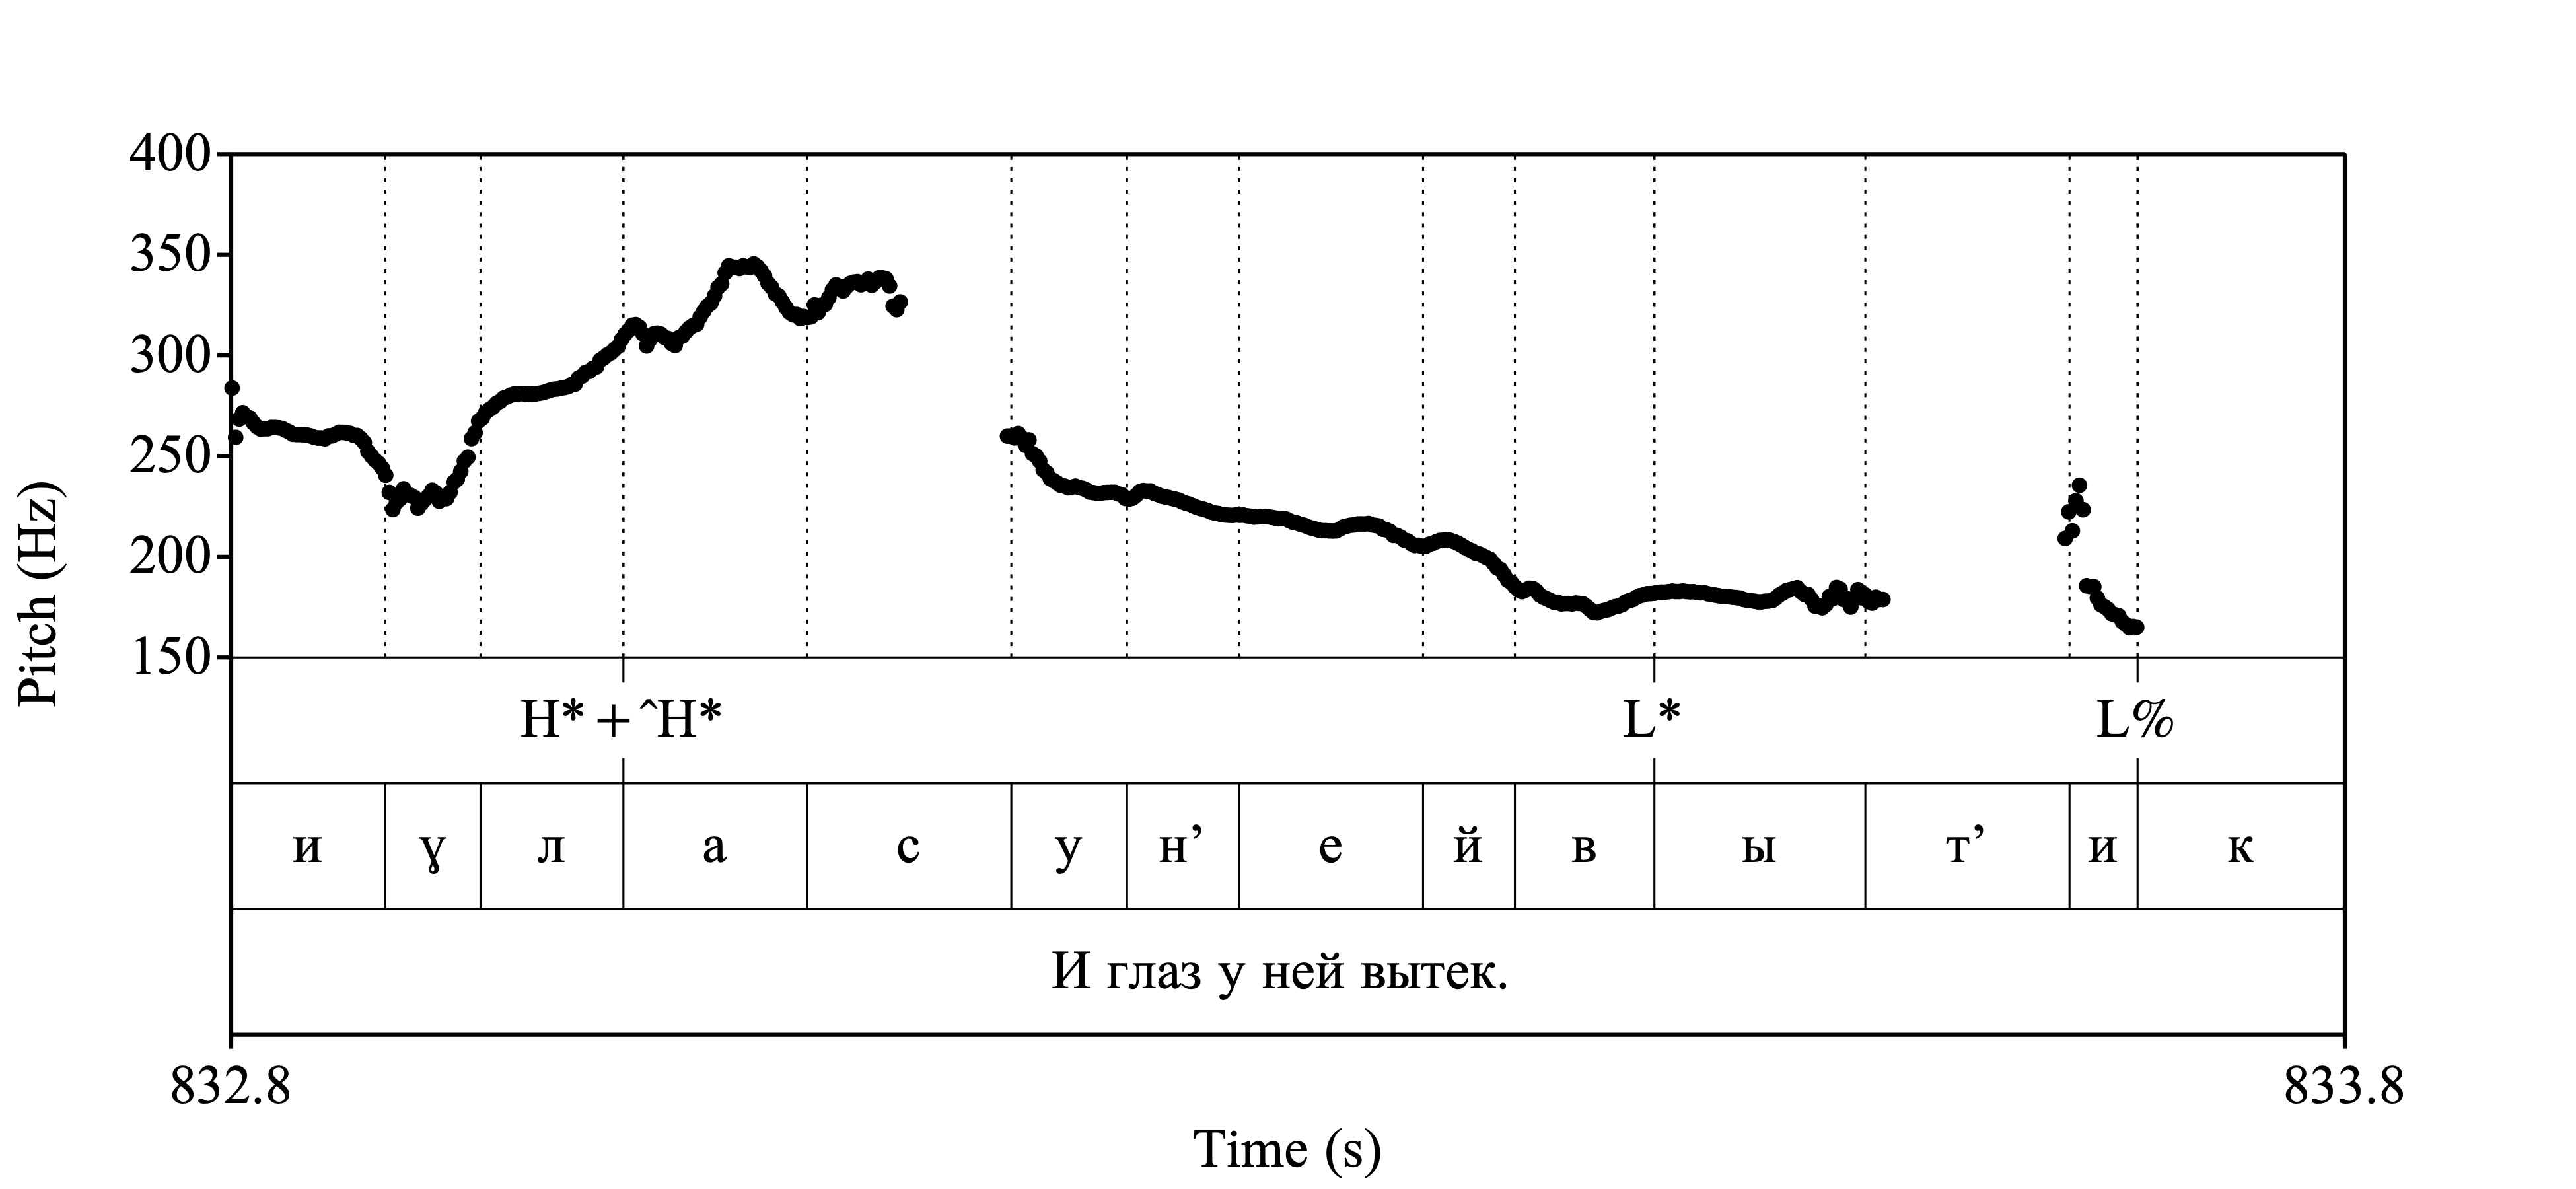 400
350
300
250
200
150
Pitch (Hz)
H* + ^H* L* L%
и ɣ л а с у н’ е й в ы т’ и к
И глаз у ней вытек.
832.8 833.8
Time (s)